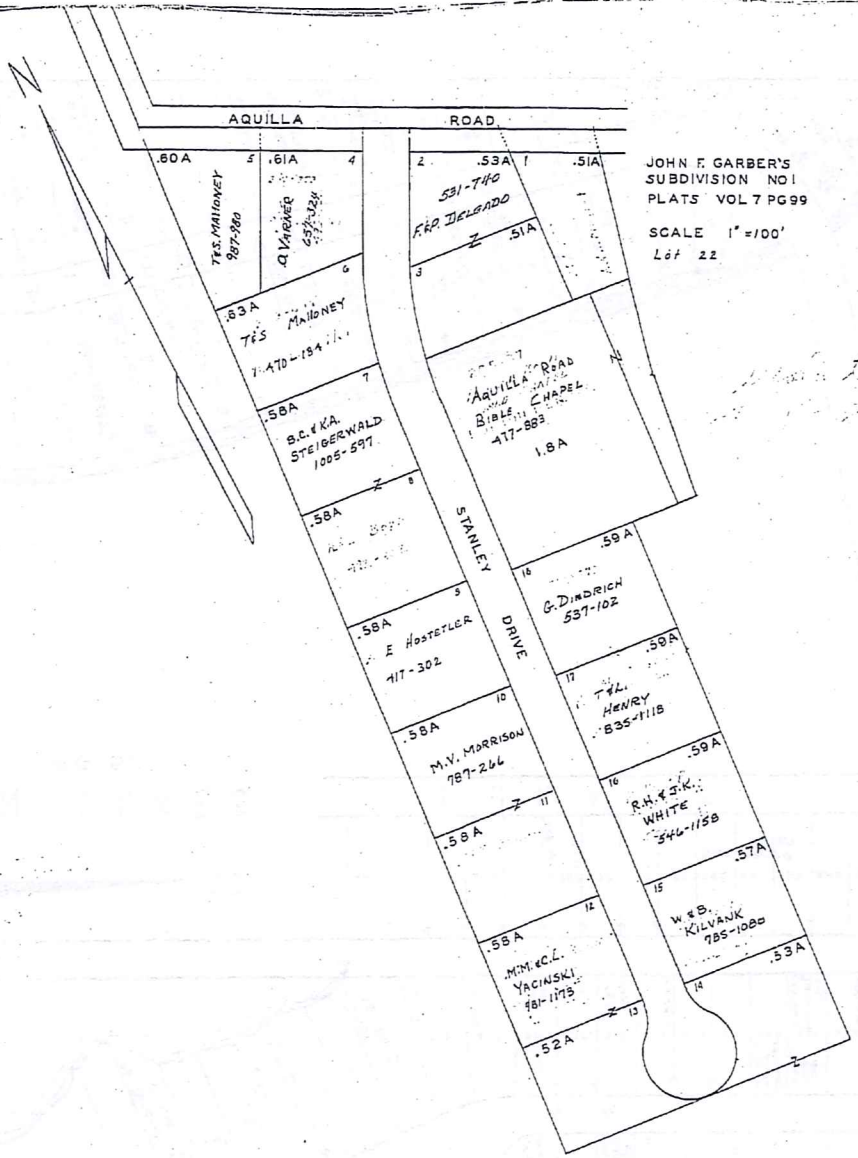 N
AQUILLA ROAD
JOHN F. GARBER'S
SUBDIVISION NO 1
PLATS VOL 7 PG 99
SCALE 1" = 100'
Lot 22
.60A 5
T&S. MAHONEY
987-980
.61A 4
D. VARNER
2 .53A
531-740
F. & P. DELGADO
Z
1 .51A
3 .51A
6
.63A
T&S MAHONEY
470-184
7
.58A
B.C. & K.A.
STEIGERWALD
1005-597
Z
AQUILLA ROAD
BIBLE CHAPEL
477-883
1.8A
Z
8
.58A
STANLEY
DRIVE
9
.58A
E HOSTETLER
417-302
18 .59A
G. DINDRICH
537-102
10
.58A
M.V. MORRISON
787-266
Z
17 .59A
T&L.
HENRY
835-1118
11
.58A
16 .59A
R.H. & J.K.
WHITE
546-1158
12
.58A
M.M. & C.L.
YACINSKI
981-1173
Z
15 .57A
W & B.
KILVANK
785-1080
13
.52A
14 .53A
Z